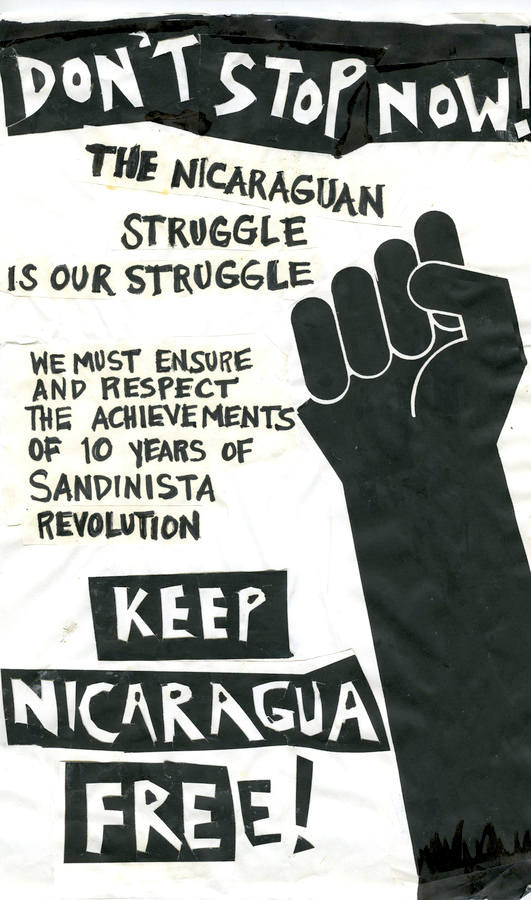 DON'T STOP NOW!
THE NICARAGUAN
STRUGGLE
IS OUR STRUGGLE
WE MUST ENSURE
AND RESPECT
THE ACHIEVEMENTS
OF 10 YEARS OF
SANDINISTA
REVOLUTION
KEEP
NICARAGUA
FREE!